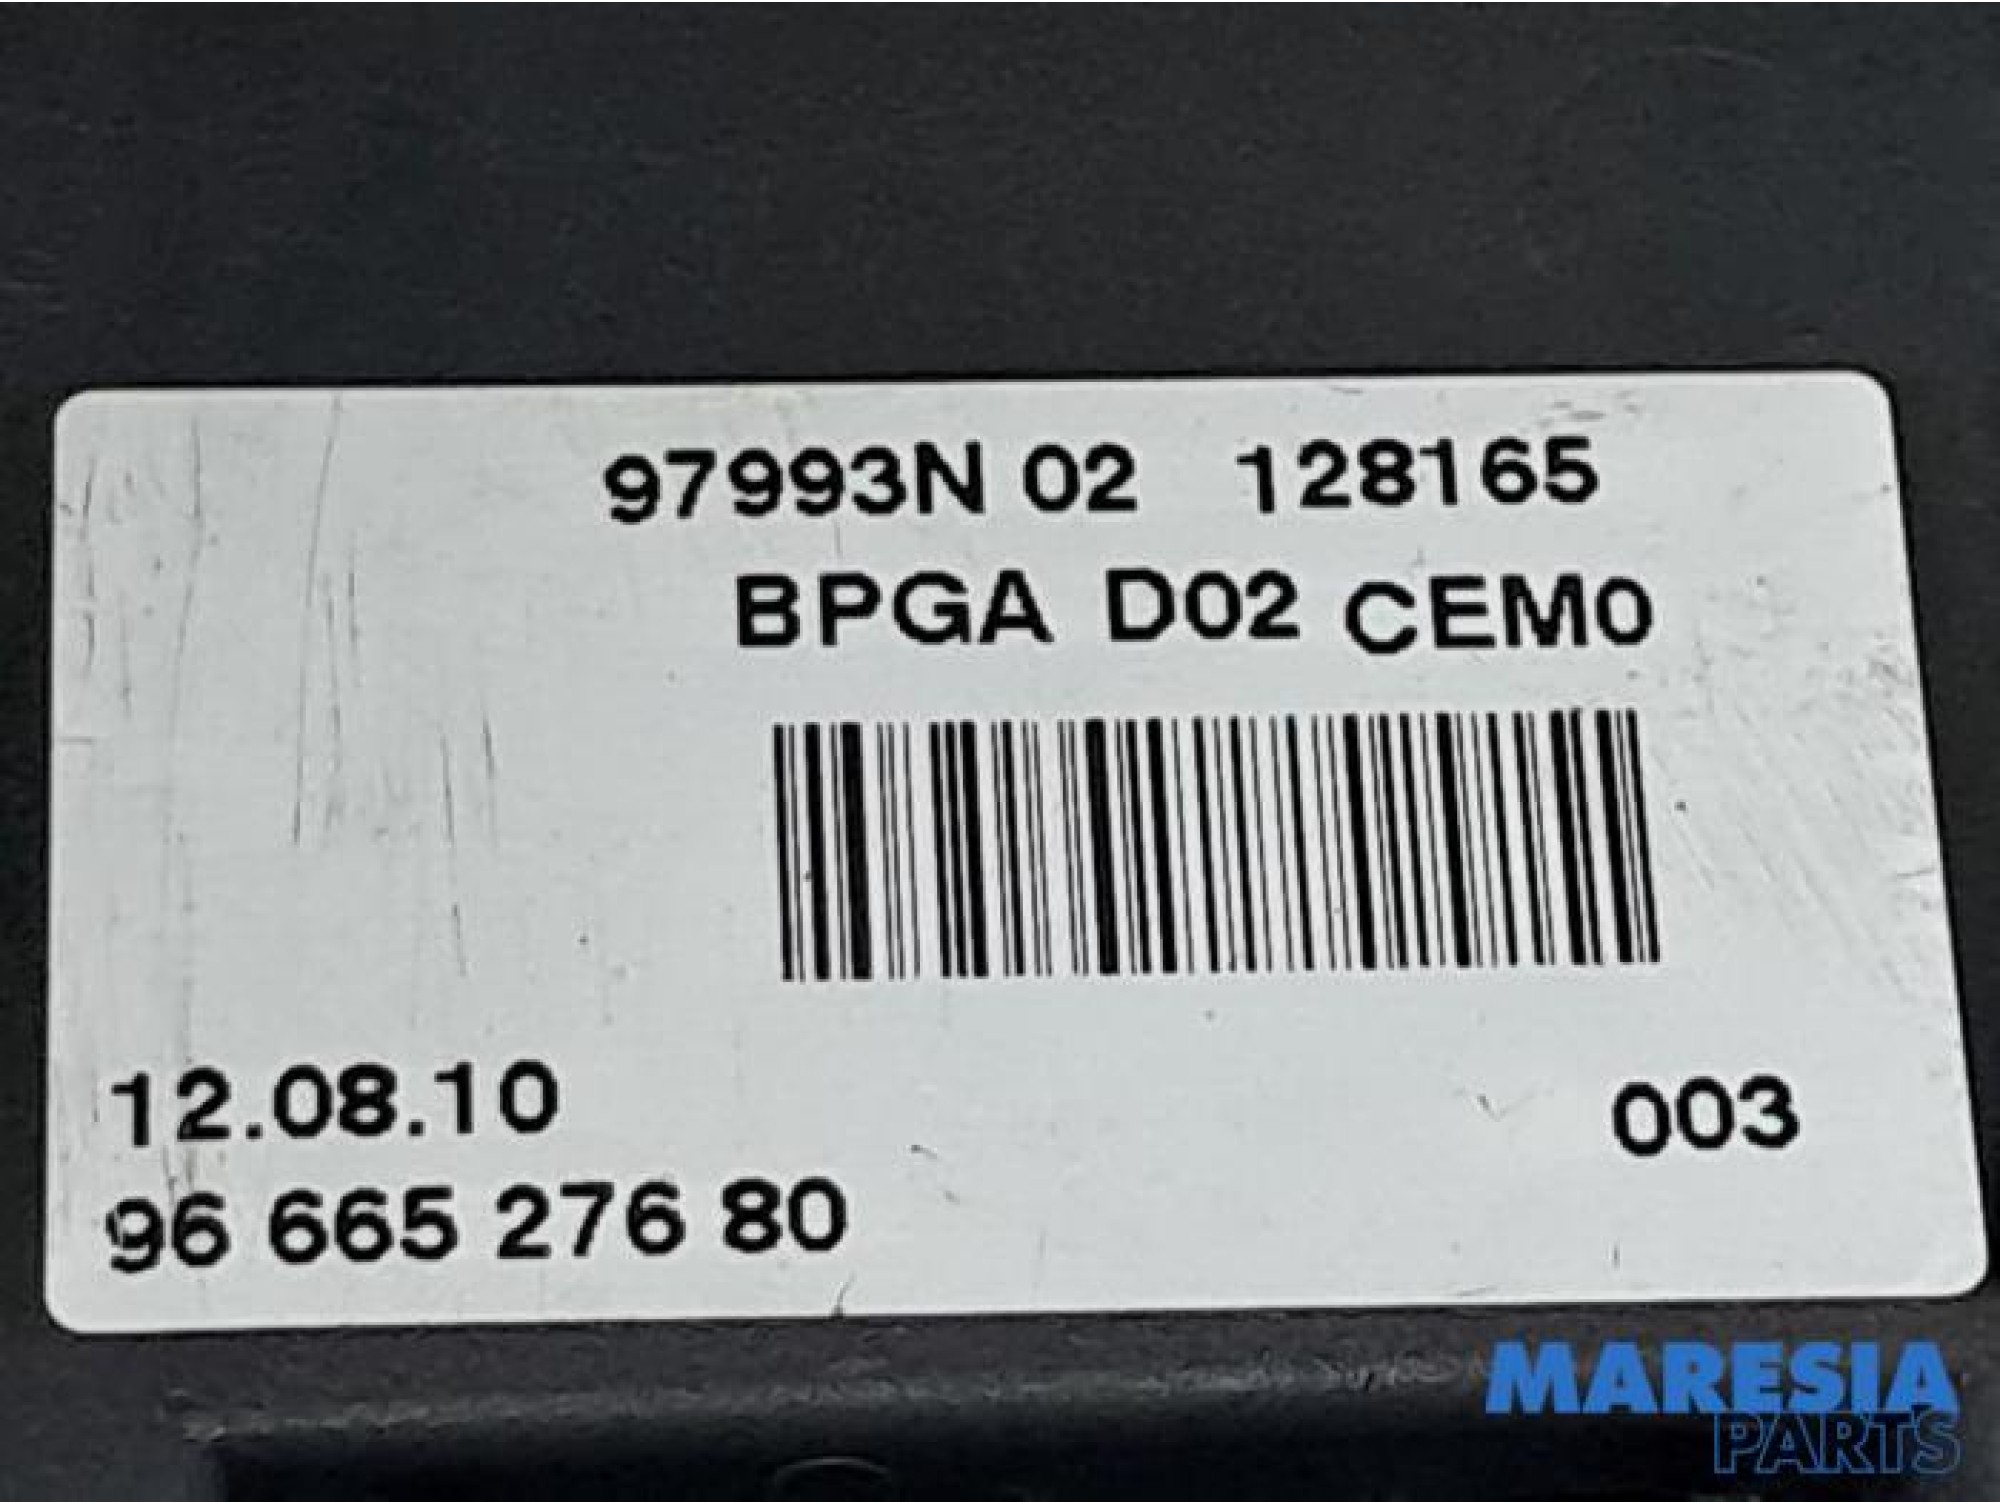 97993N 02 128165
BPGA D02 CEM0
12.08.10
003
96 665 276 80
MARESIA
PARTS